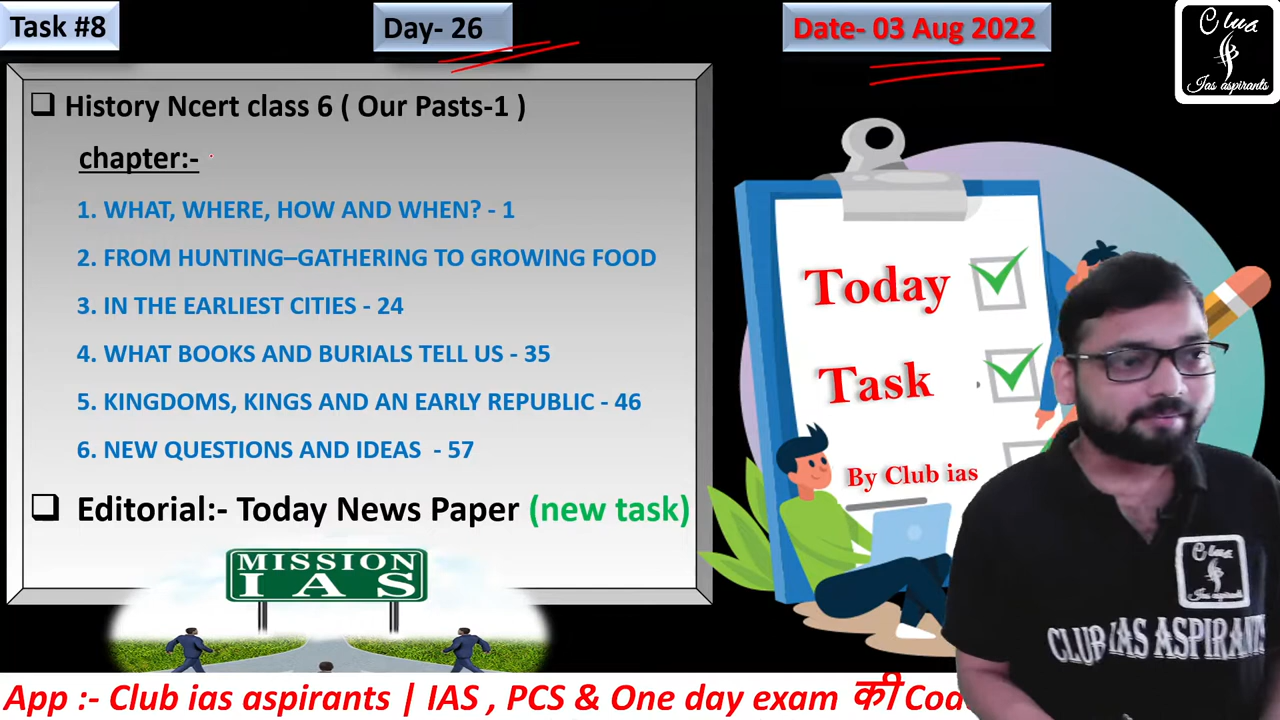 Task #8
Day- 26
Date- 03 Aug 2022
Club
Ias aspirants
❑ History Ncert class 6 ( Our Pasts-1 )
chapter:-
1. WHAT, WHERE, HOW AND WHEN? - 1
2. FROM HUNTING–GATHERING TO GROWING FOOD
3. IN THE EARLIEST CITIES - 24
4. WHAT BOOKS AND BURIALS TELL US - 35
5. KINGDOMS, KINGS AND AN EARLY REPUBLIC - 46
6. NEW QUESTIONS AND IDEAS - 57
❑ Editorial:- Today News Paper (new task)
Today
Task
By Club ias
MISSION
IAS
Club
Ias aspirants
CLUB IAS ASPIRANTS
App :- Club ias aspirants | IAS , PCS & One day exam की